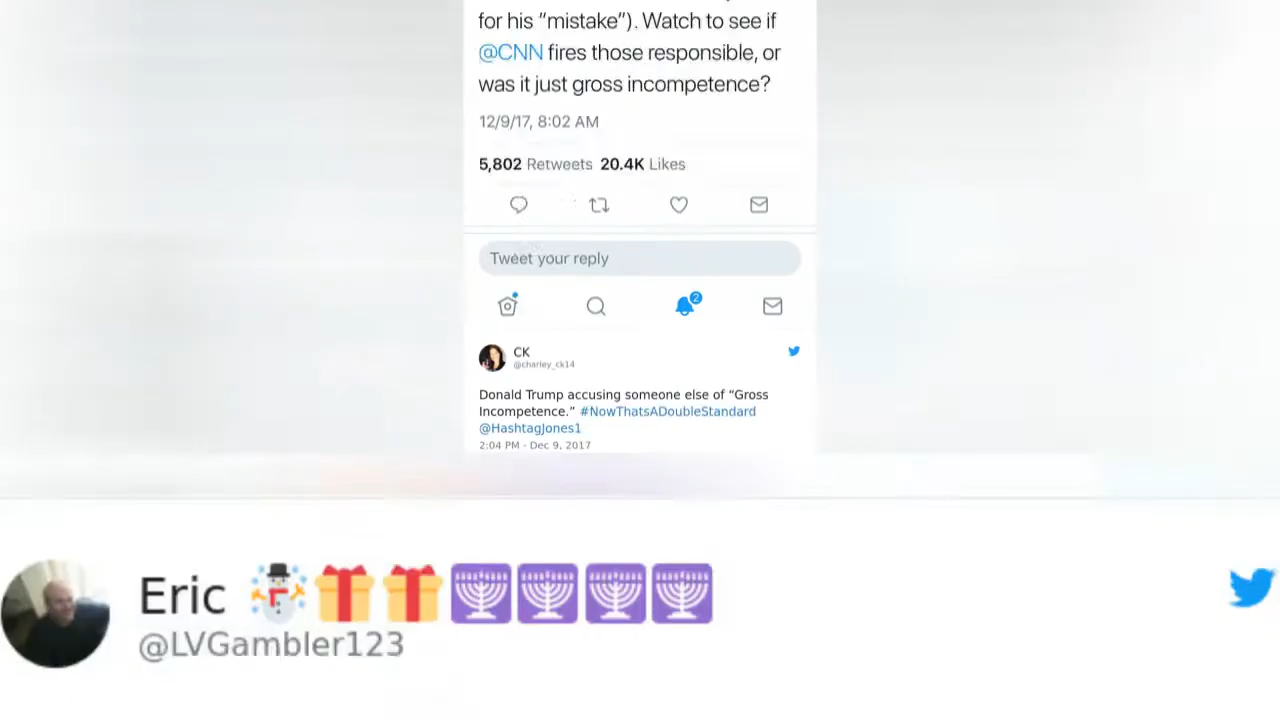 for his “mistake”). Watch to see if
@CNN fires those responsible, or
was it just gross incompetence?
12/9/17, 8:02 AM
5,802 Retweets 20.4K Likes
Tweet your reply
2
CK
@charley_ck14
Donald Trump accusing someone else of “Gross
Incompetence.” #NowThatsADoubleStandard
@HashtagJones1
2:04 PM - Dec 9, 2017
Eric ☃️🎁🎁🕎🕎🕎🕎
@LVGambler123